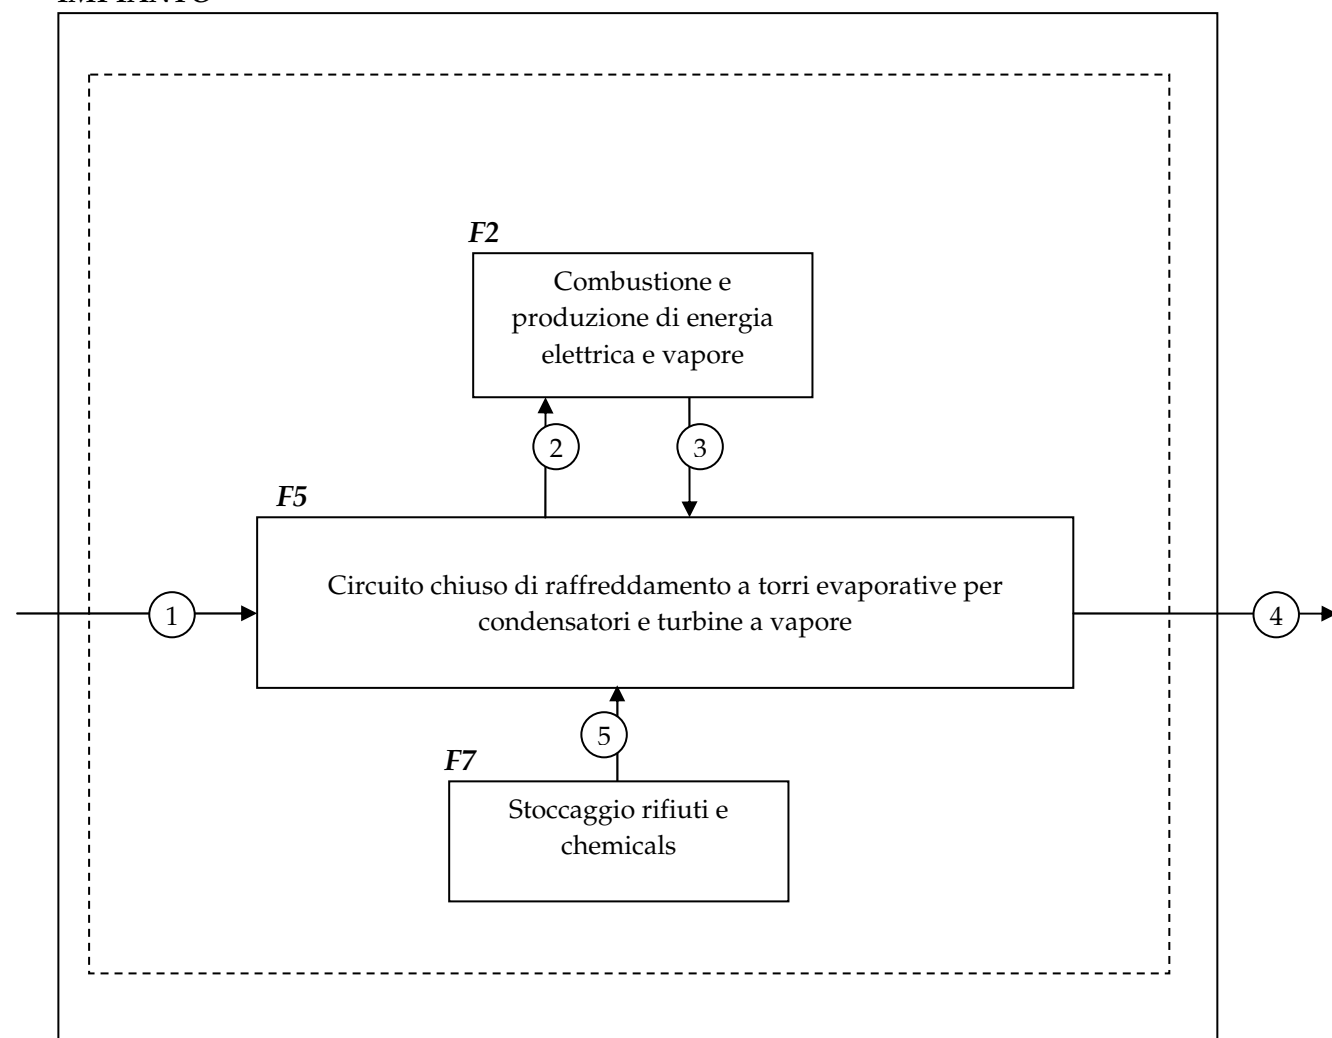 F2
Combustione e
produzione di energia
elettrica e vapore
2
3
F5
Circuito chiuso di raffreddamento a torri evaporative per
condensatori e turbine a vapore
1
4
5
F7
Stoccaggio rifiuti e
chemicals